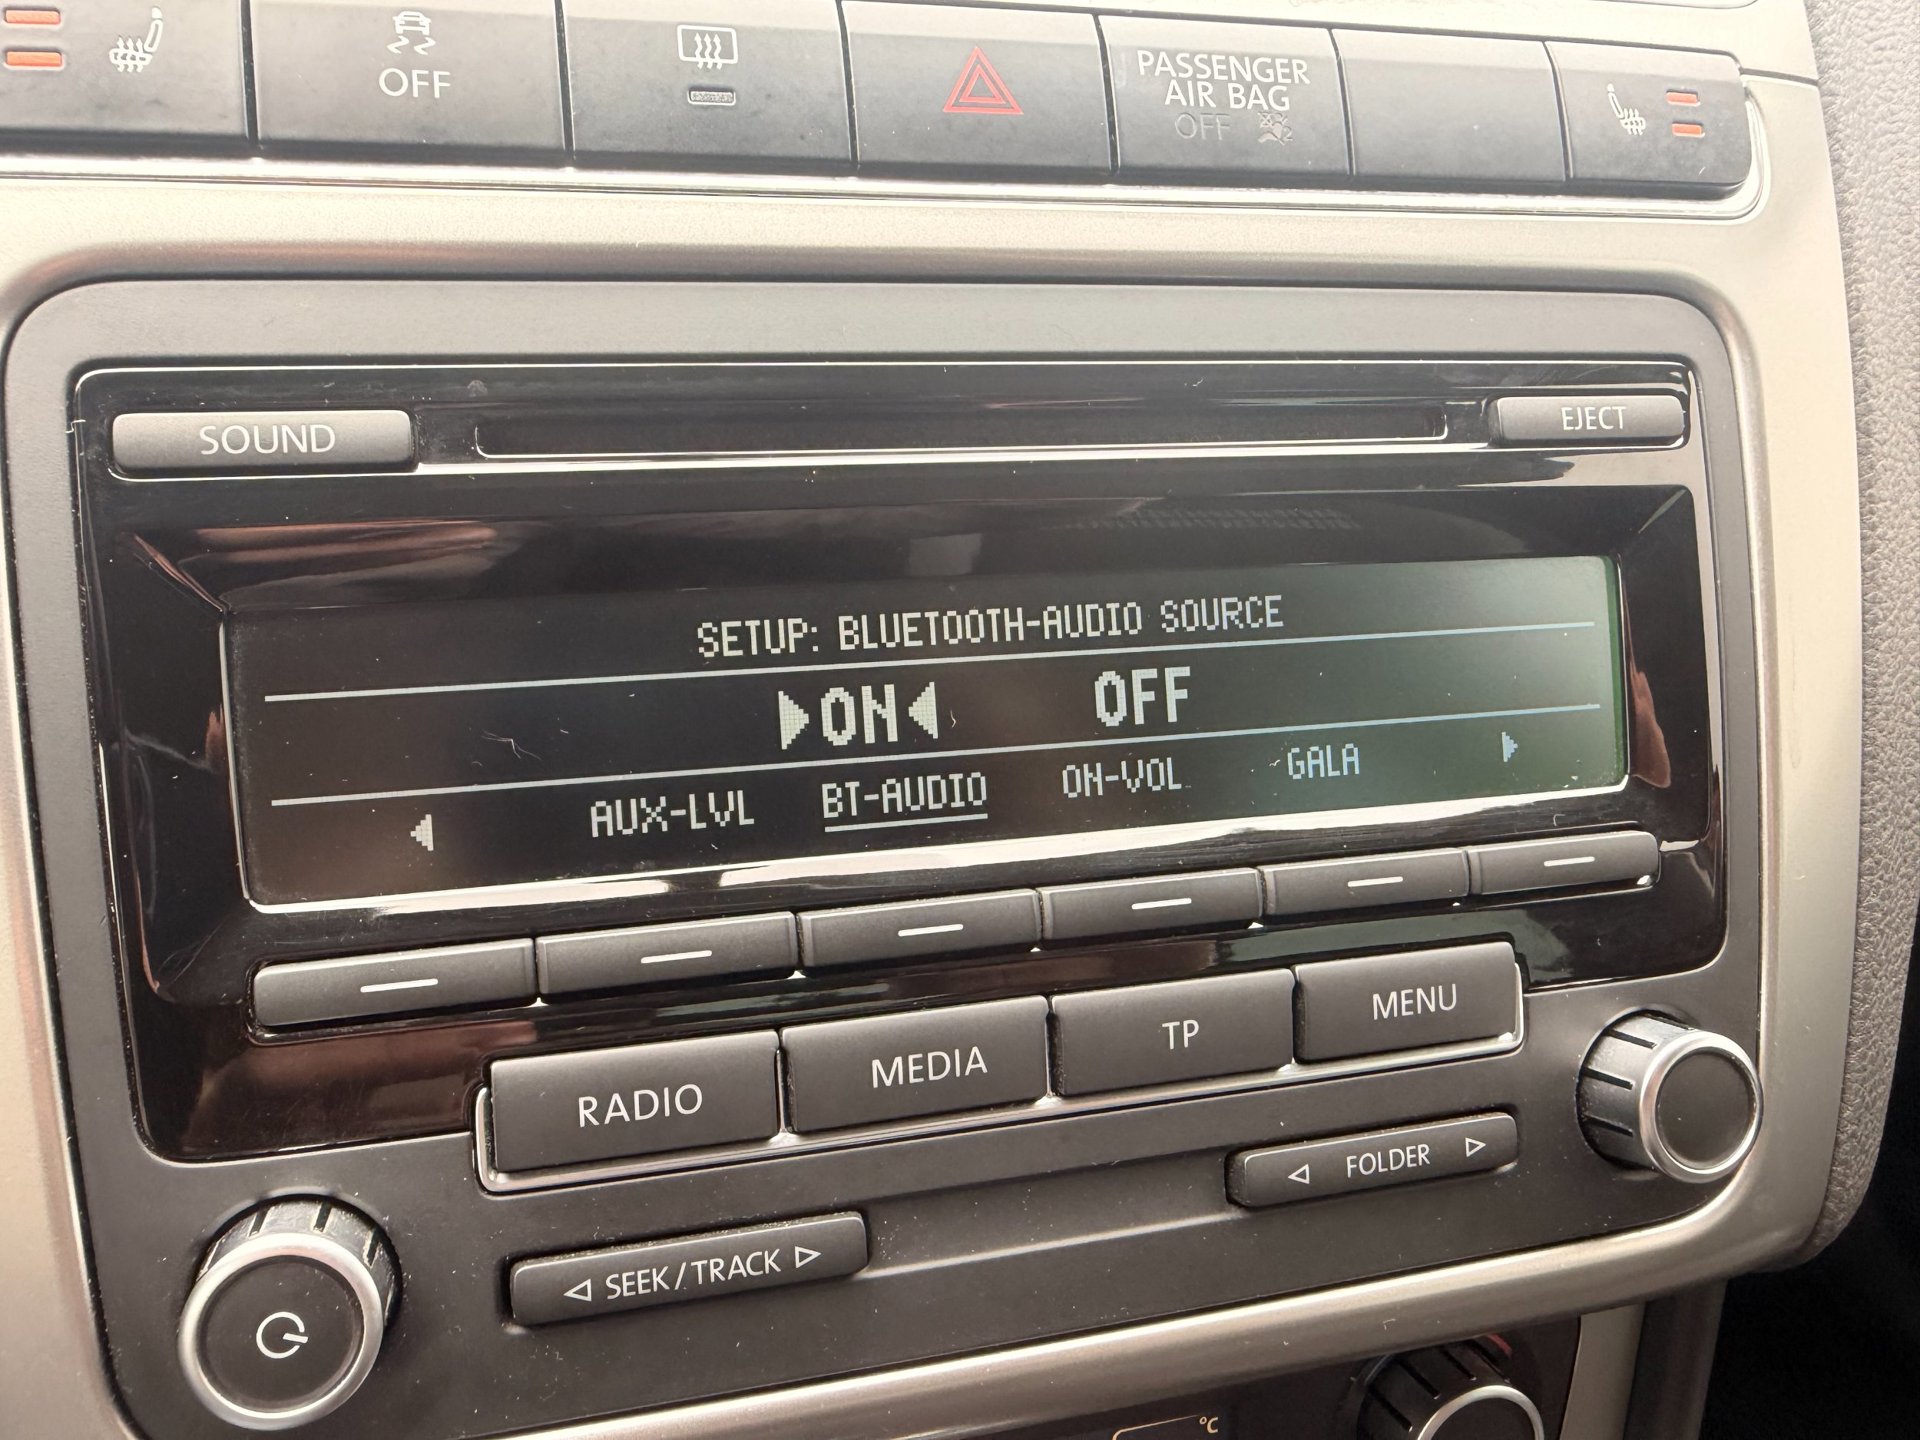 OFF
PASSENGER
AIR BAG
OFF
SOUND
EJECT
SETUP: BLUETOOTH-AUDIO SOURCE
ON OFF
AUX-LVL BT-AUDIO ON-VOL GALA
RADIO MEDIA TP MENU
FOLDER
SEEK/TRACK
°C